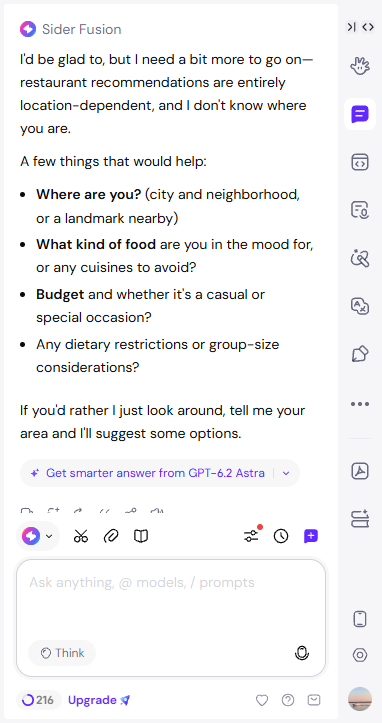 Sider Fusion
I'd be glad to, but I need a bit more to go on—
restaurant recommendations are entirely
location-dependent, and I don't know where
you are.
A few things that would help:
• Where are you? (city and neighborhood,
or a landmark nearby)
• What kind of food are you in the mood for,
or any cuisines to avoid?
• Budget and whether it's a casual or
special occasion?
• Any dietary restrictions or group-size
considerations?
If you'd rather I just look around, tell me your
area and I'll suggest some options.
Get smarter answer from GPT-6.2 Astra
Ask anything, @ models, / prompts
Think
216 Upgrade